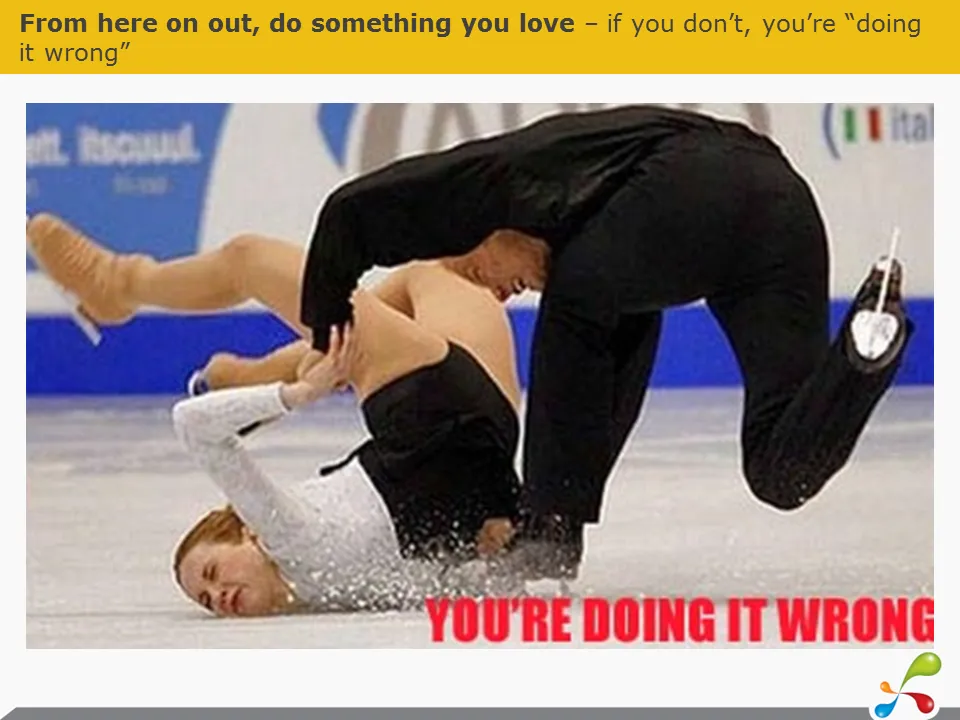 From here on out, do something you love – if you don’t, you’re “doing
it wrong”
ital
YOU'RE DOING IT WRONG